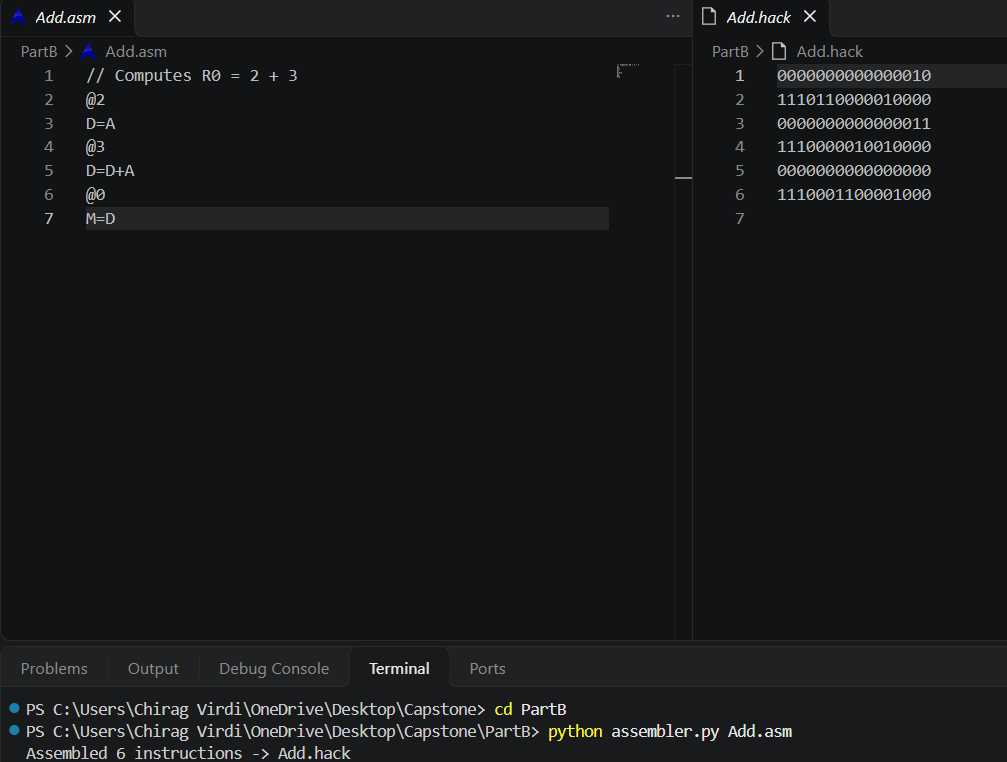 Add.asm
Add.hack
PartB > Add.asm
PartB > Add.hack
1 // Computes R0 = 2 + 3
2 @2
3 D=A
4 @3
5 D=D+A
6 @0
7 M=D
1 0000000000000010
2 1110110000010000
3 0000000000000011
4 1110000010010000
5 0000000000000000
6 1110001100001000
7
Problems Output Debug Console Terminal Ports
PS C:\Users\Chirag Virdi\OneDrive\Desktop\Capstone> cd PartB
PS C:\Users\Chirag Virdi\OneDrive\Desktop\Capstone\PartB> python assembler.py Add.asm
Assembled 6 instructions -> Add.hack